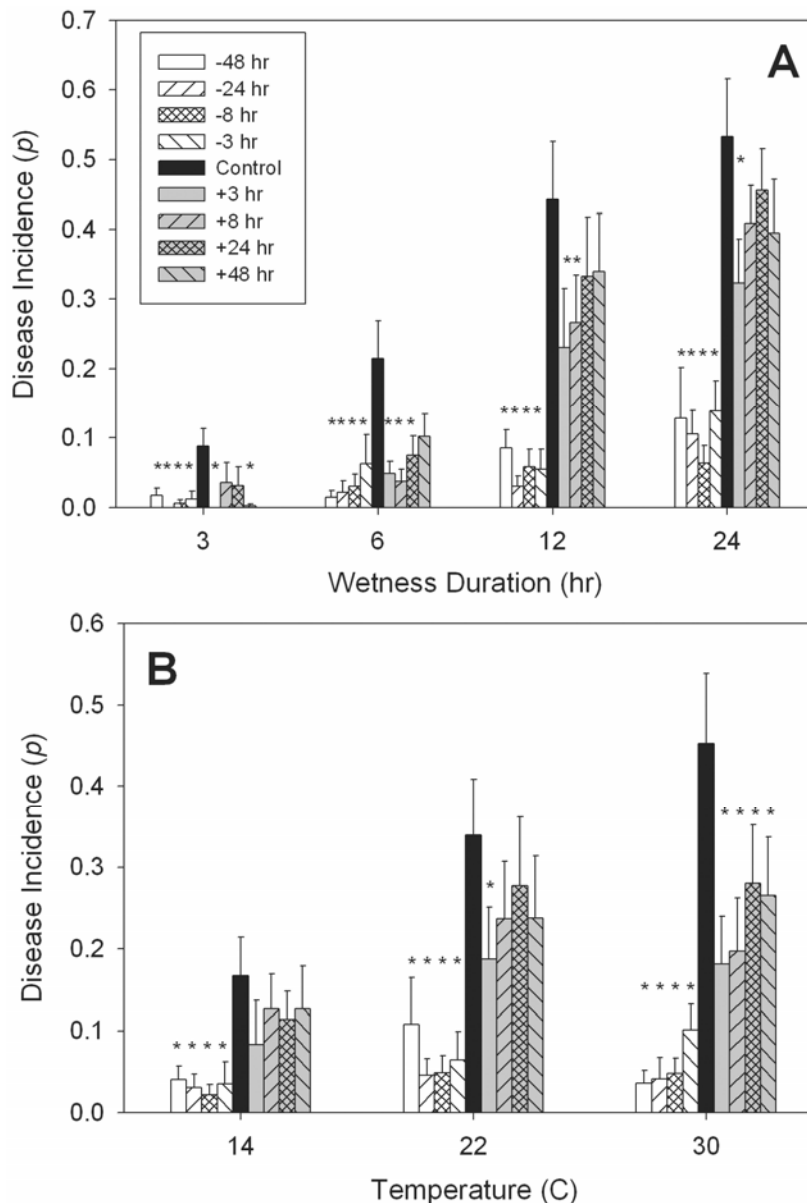 0.7
0.6
0.5
0.4
0.3
0.2
0.1
0.0
Disease Incidence (p)
A
-48 hr
-24 hr
-8 hr
-3 hr
Control
+3 hr
+8 hr
+24 hr
+48 hr
*
**
**** ****
**** ***
**** * *
3 6 12 24
Wetness Duration (hr)
0.6
0.5
0.4
0.3
0.2
0.1
0.0
Disease Incidence (p)
B
* * * *
*
* * * *
* * * *
* * * *
14 22 30
Temperature (C)